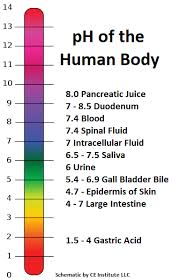 pH of the
Human Body
14
13
12
11
10
9
8
7
6
5
4
3
2
1
0
8.0 Pancreatic Juice
7 - 8.5 Duodenum
7.4 Blood
7.4 Spinal Fluid
7 Intracellular Fluid
6.5 - 7.5 Saliva
6 Urine
5.4 - 6.9 Gall Bladder Bile
4.7 - Epidermis of Skin
4 - 7 Large Intestine
1.5 - 4 Gastric Acid
Schematic by CE Institute LLC